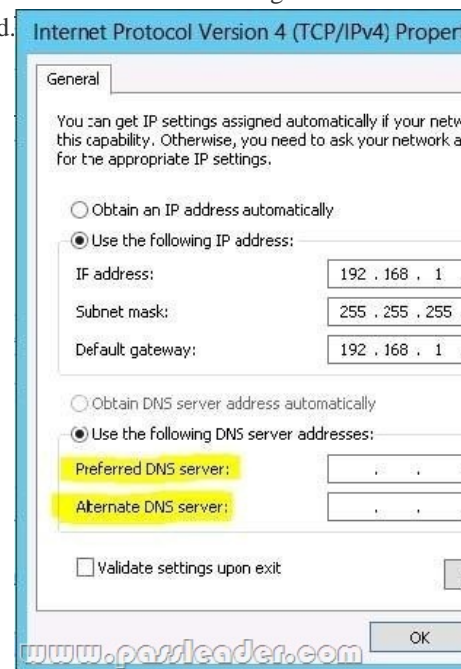 d.
Internet Protocol Version 4 (TCP/IPv4) Proper
General
You can get IP settings assigned automatically if your netw
this capability. Otherwise, you need to ask your network a
for the appropriate IP settings.
Obtain an IP address automatically
Use the following IP address:
IP address: 192 . 168 . 1
Subnet mask: 255 . 255 . 255
Default gateway: 192 . 168 . 1
Obtain DNS server address automatically
Use the following DNS server addresses:
Preferred DNS server: . .
Alternate DNS server: . .
Validate settings upon exit
OK
www.passleader.com